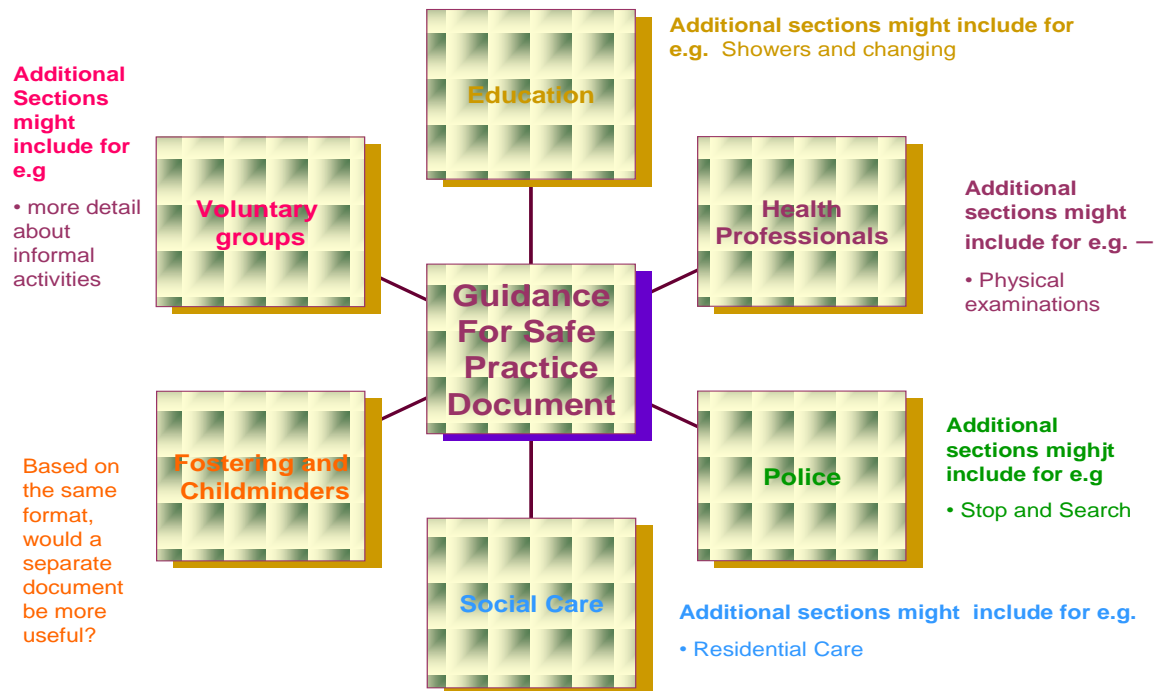 Education
Additional sections might include for
e.g. Showers and changing
Additional
Sections
might
include for
e.g
• more detail
about
informal
activities
Voluntary
groups
Health
Professionals
Additional
sections might
include for e.g. –
• Physical
examinations
Guidance
For Safe
Practice
Document
Based on
the same
format,
would a
separate
document
be more
useful?
Fostering and
Childminders
Police
Additional
sections mighjt
include for e.g
• Stop and Search
Social Care
Additional sections might  include for e.g.
• Residential Care